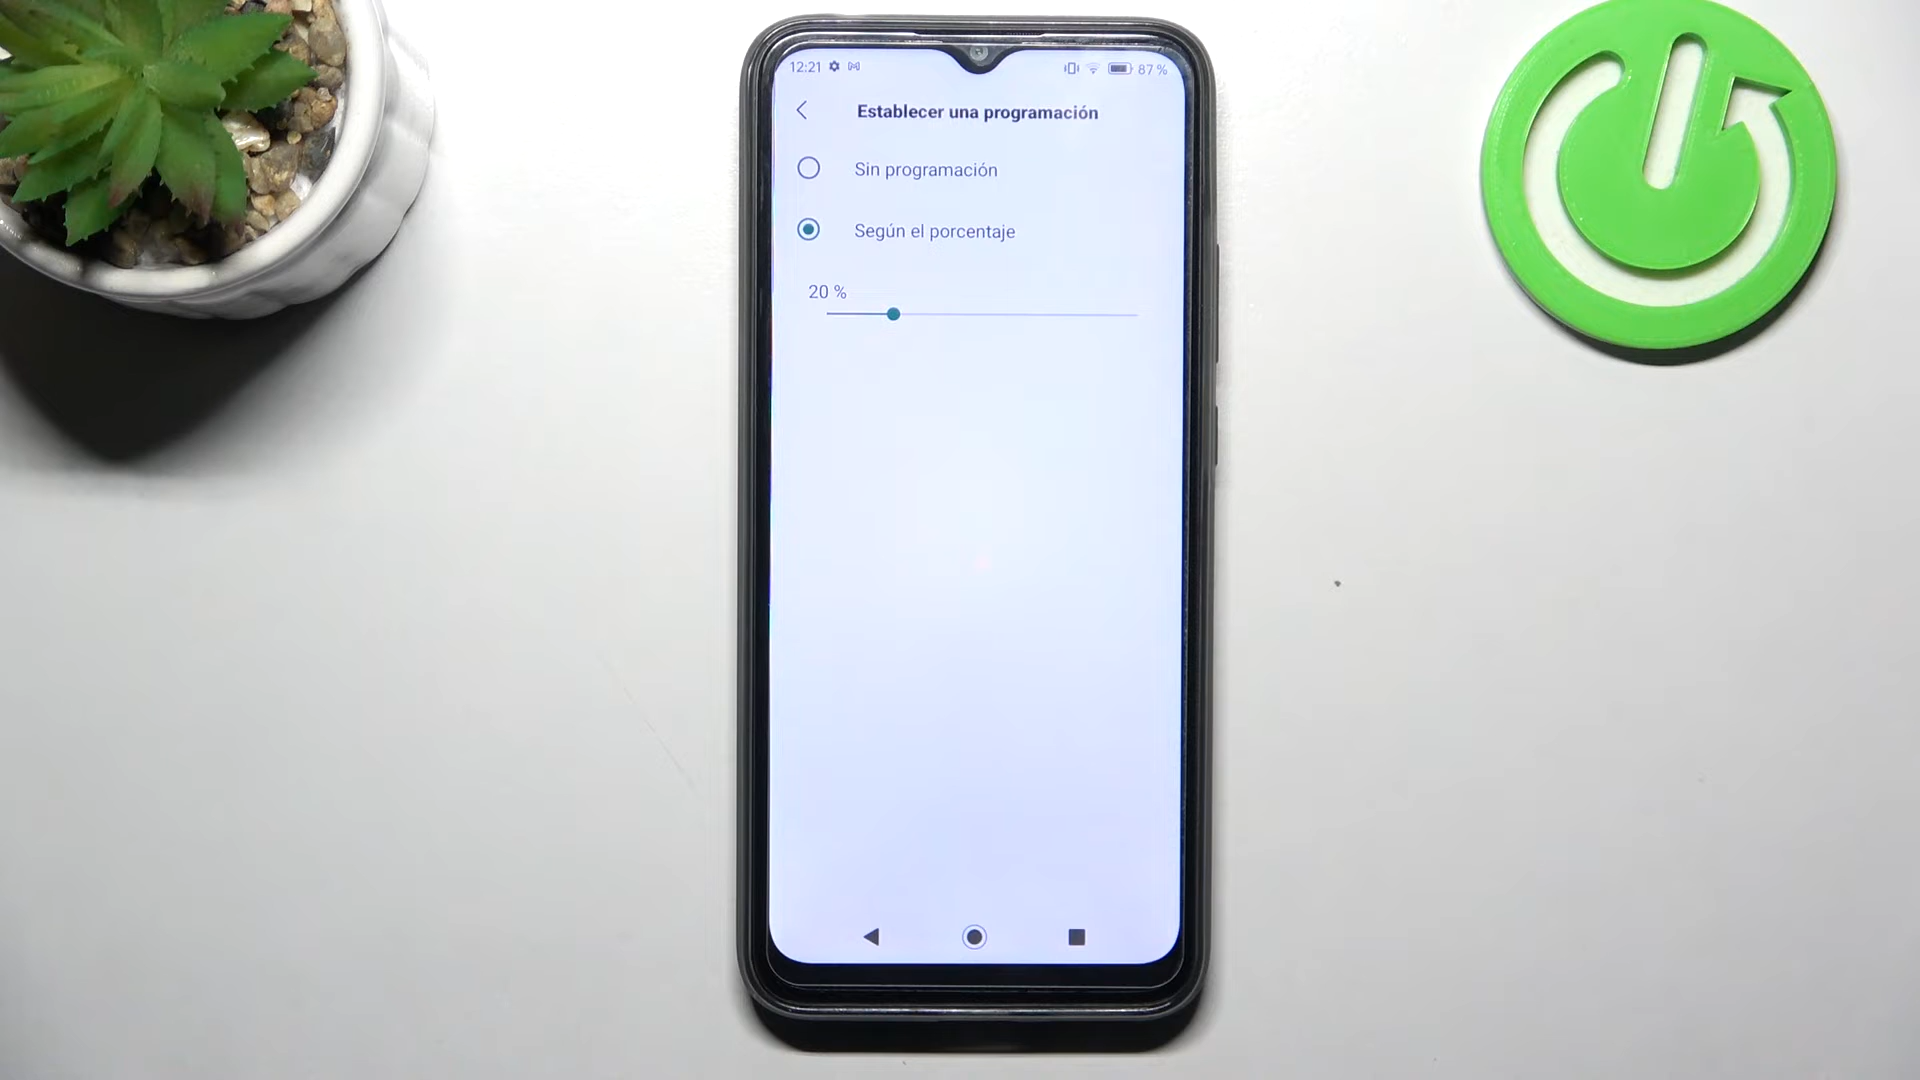 12:21 87 %
Establecer una programación
Sin programación
Según el porcentaje
20 %